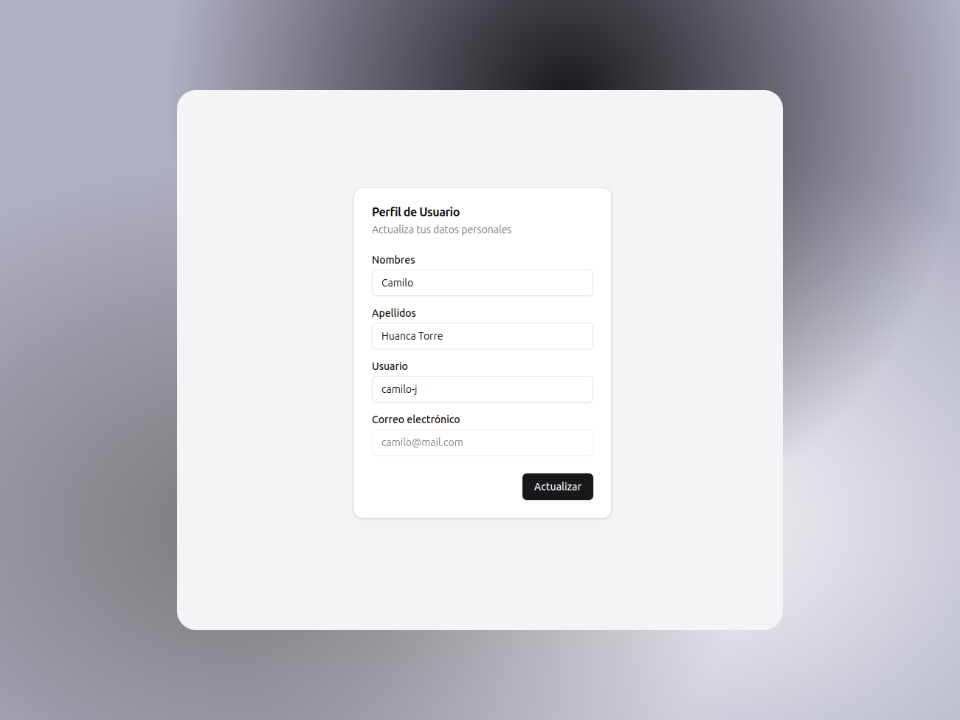 Perfil de Usuario
Actualiza tus datos personales
Nombres
Camilo
Apellidos
Huanca Torre
Usuario
camilo-j
Correo electrónico
camilo@mail.com
Actualizar